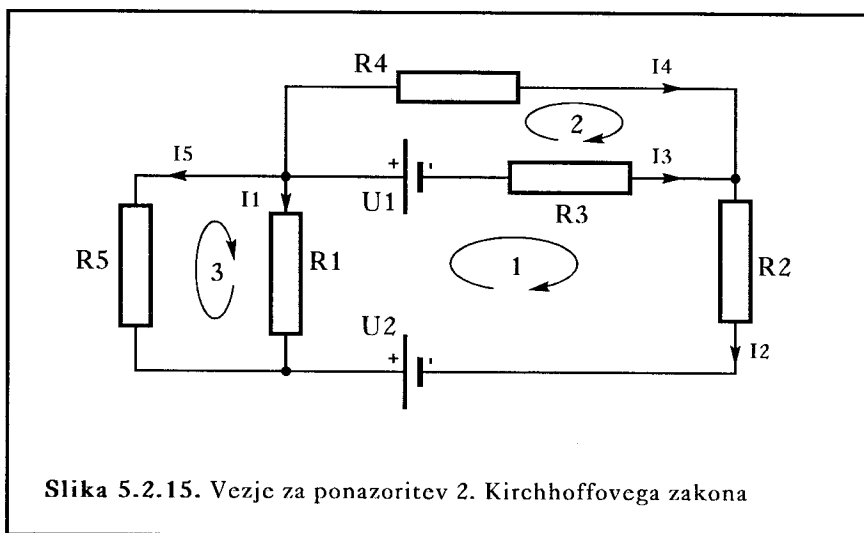 R4
I4
2
I5
+
-
I3
I1
U1
R3
R5
3
R1
1
R2
U2
+
-
I2
Slika 5.2.15. Vezje za ponazoritev 2. Kirchhoffovega zakona